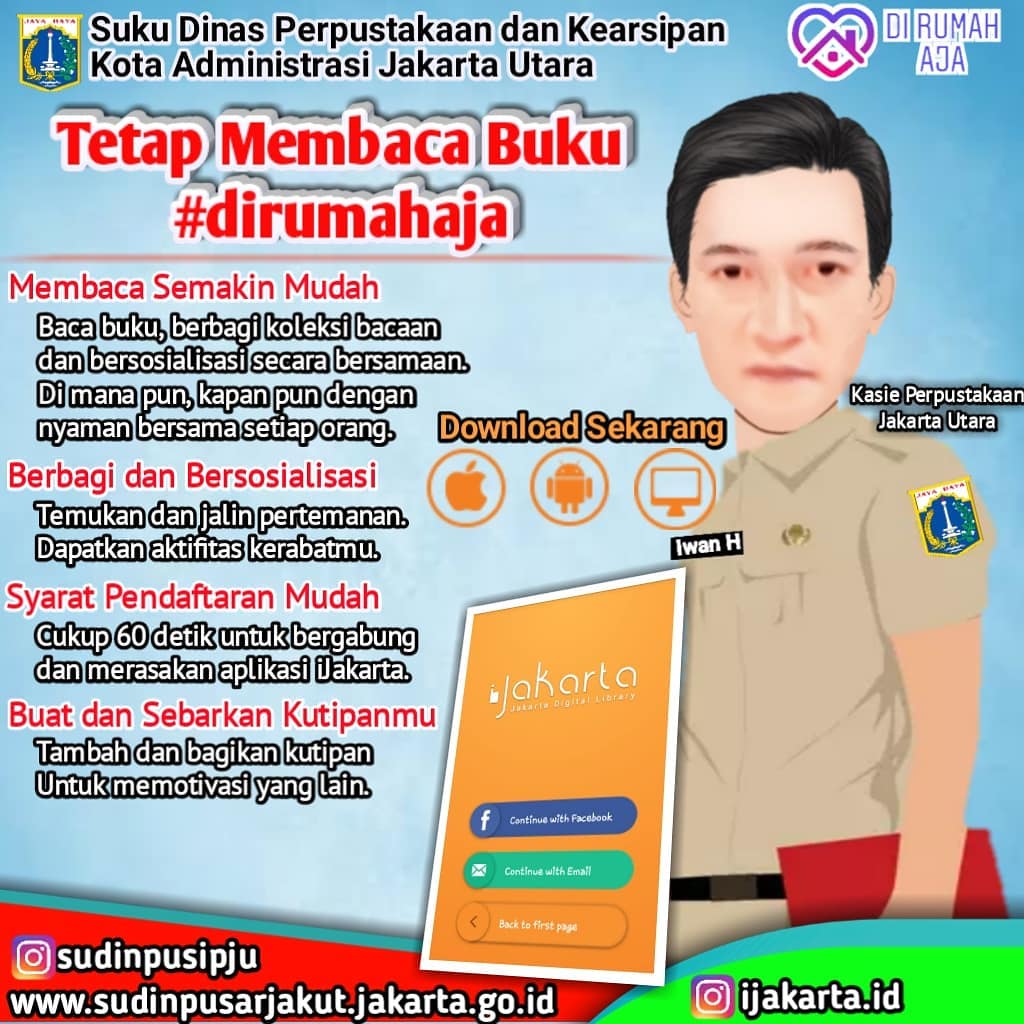 JAYA RAYA
Suku Dinas Perpustakaan dan Kearsipan
Kota Administrasi Jakarta Utara
DI RUMAH
AJA
Tetap Membaca Buku
#dirumahaja
Membaca Semakin Mudah
Baca buku, berbagi koleksi bacaan
dan bersosialisasi secara bersamaan.
Di mana pun, kapan pun dengan
nyaman bersama setiap orang.
Kasie Perpustakaan
Jakarta Utara
Download Sekarang
Berbagi dan Bersosialisasi
Temukan dan jalin pertemanan.
Dapatkan aktifitas kerabatmu.
JAYA RAYA
Iwan H
Syarat Pendaftaran Mudah
Cukup 60 detik untuk bergabung
dan merasakan aplikasi iJakarta.
Buat dan Sebarkan Kutipanmu
Tambah dan bagikan kutipan
Untuk memotivasi yang lain.
iJakarta
Jakarta Digital Library
Continue with Facebook
Continue with Email
Back to first page
sudinpusipju
www.sudinpusarjakut.jakarta.go.id
ijakarta.id